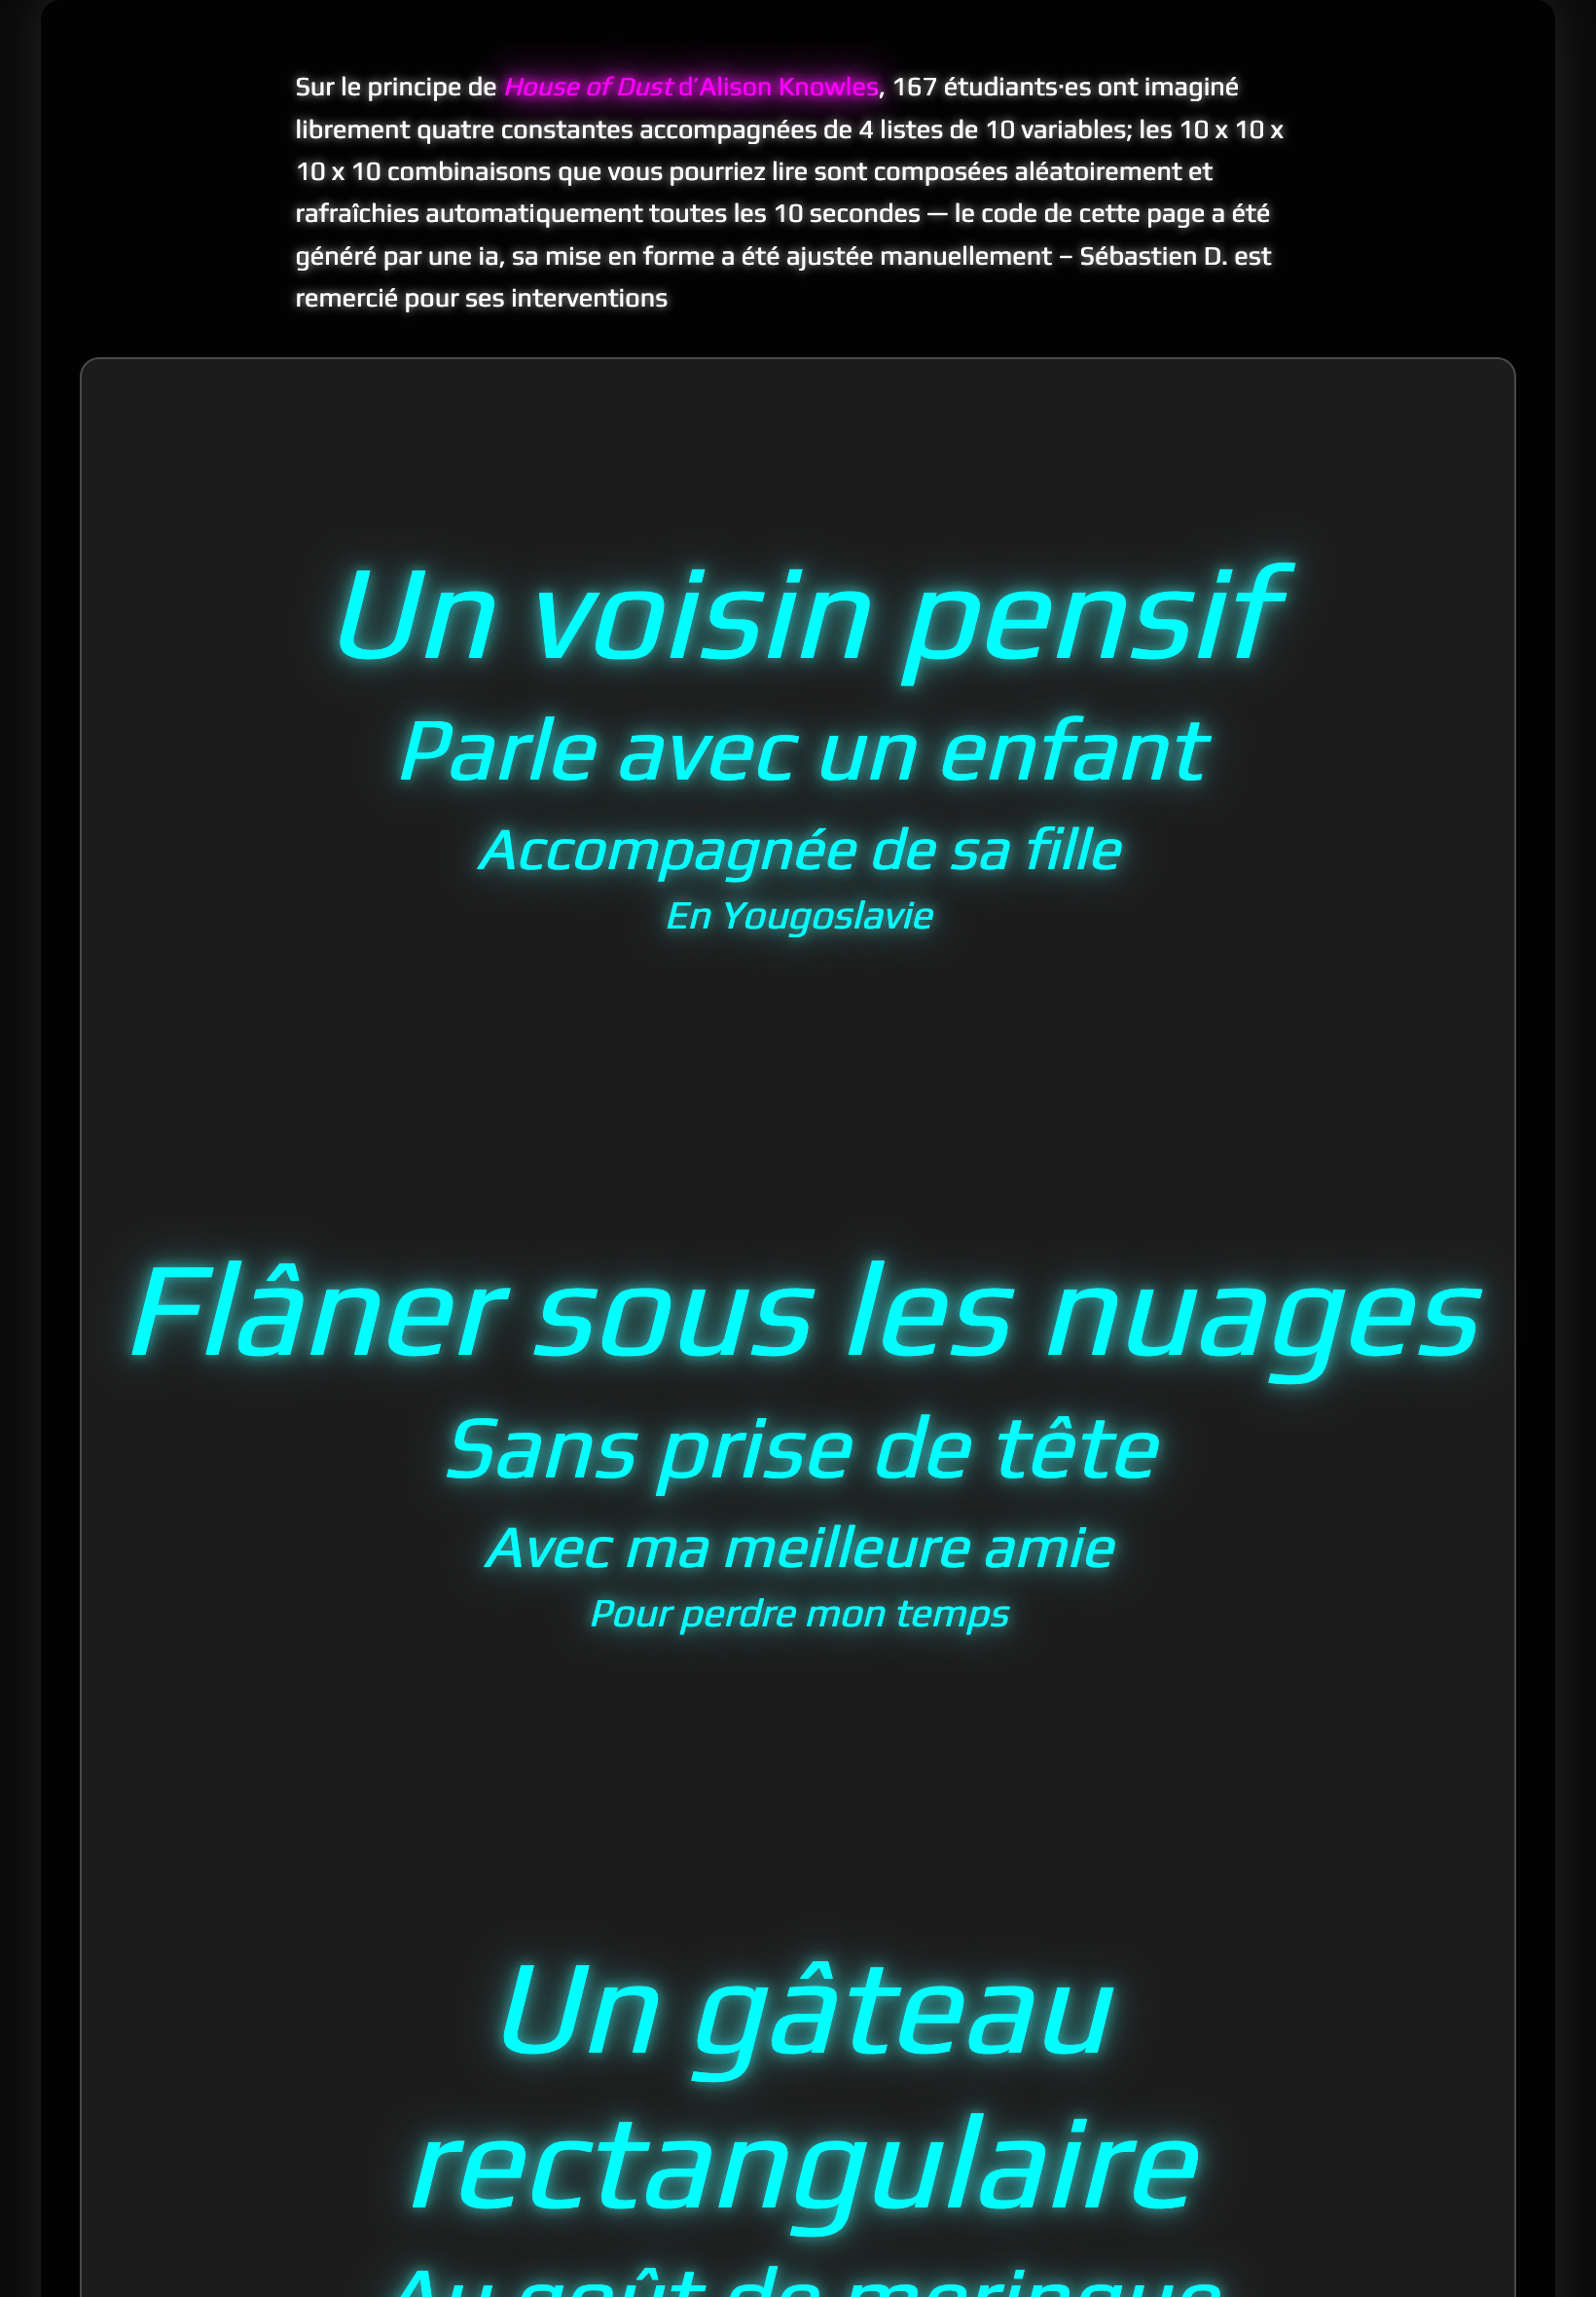 Sur le principe de House of Dust d’Alison Knowles, 167 étudiants·es ont imaginé
librement quatre constantes accompagnées de 4 listes de 10 variables; les 10 x 10 x
10 x 10 combinaisons que vous pourriez lire sont composées aléatoirement et
rafraîchies automatiquement toutes les 10 secondes — le code de cette page a été
généré par une ia, sa mise en forme a été ajustée manuellement – Sébastien D. est
remercié pour ses interventions
Un voisin pensif
Parle avec un enfant
Accompagnée de sa fille
En Yougoslavie
Flâner sous les nuages
Sans prise de tête
Avec ma meilleure amie
Pour perdre mon temps
Un gâteau
rectangulaire
Au goût de meringue